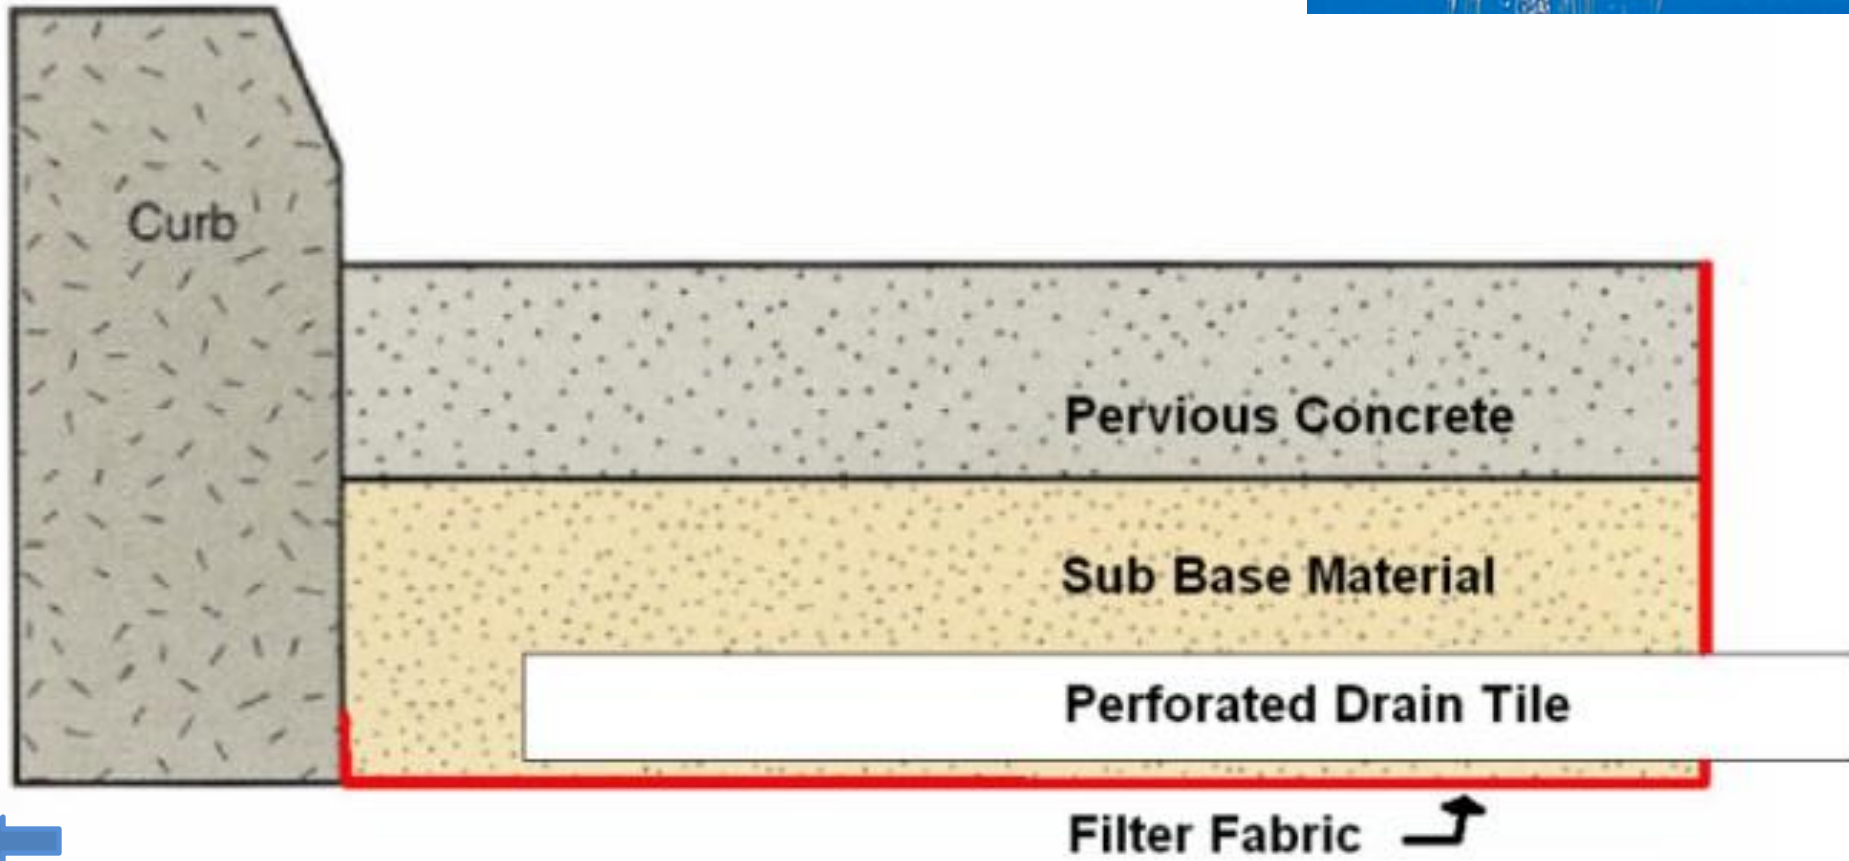 Curb
Pervious Concrete
Sub Base Material
Perforated Drain Tile
Filter Fabric